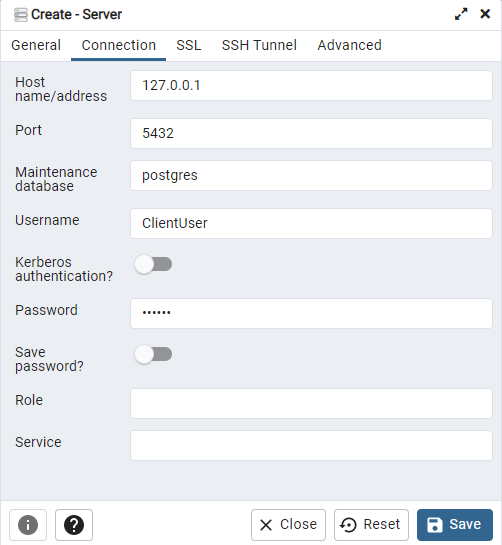 Create - Server
General Connection SSL SSH Tunnel Advanced
Host
name/address
127.0.0.1
Port
5432
Maintenance
database
postgres
Username
ClientUser
Kerberos
authentication?
Password
••••••
Save
password?
Role
Service
Close Reset Save